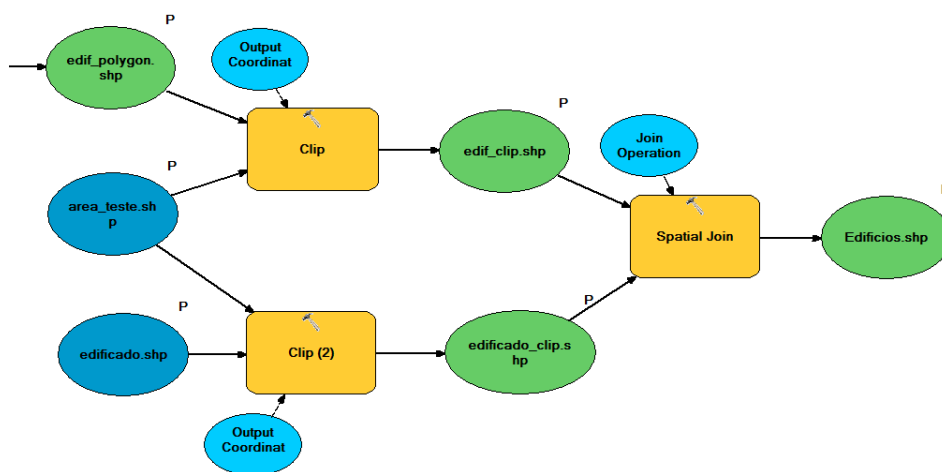 P
edif_polygon.
shp
Output
Coordinat
Clip
P
edif_clip.shp
P
Join
Operation
P
area_teste.sh
p
Spatial Join
Edificios.shp
P
edificado.shp
Clip (2)
P
edificado_clip.s
hp
Output
Coordinat